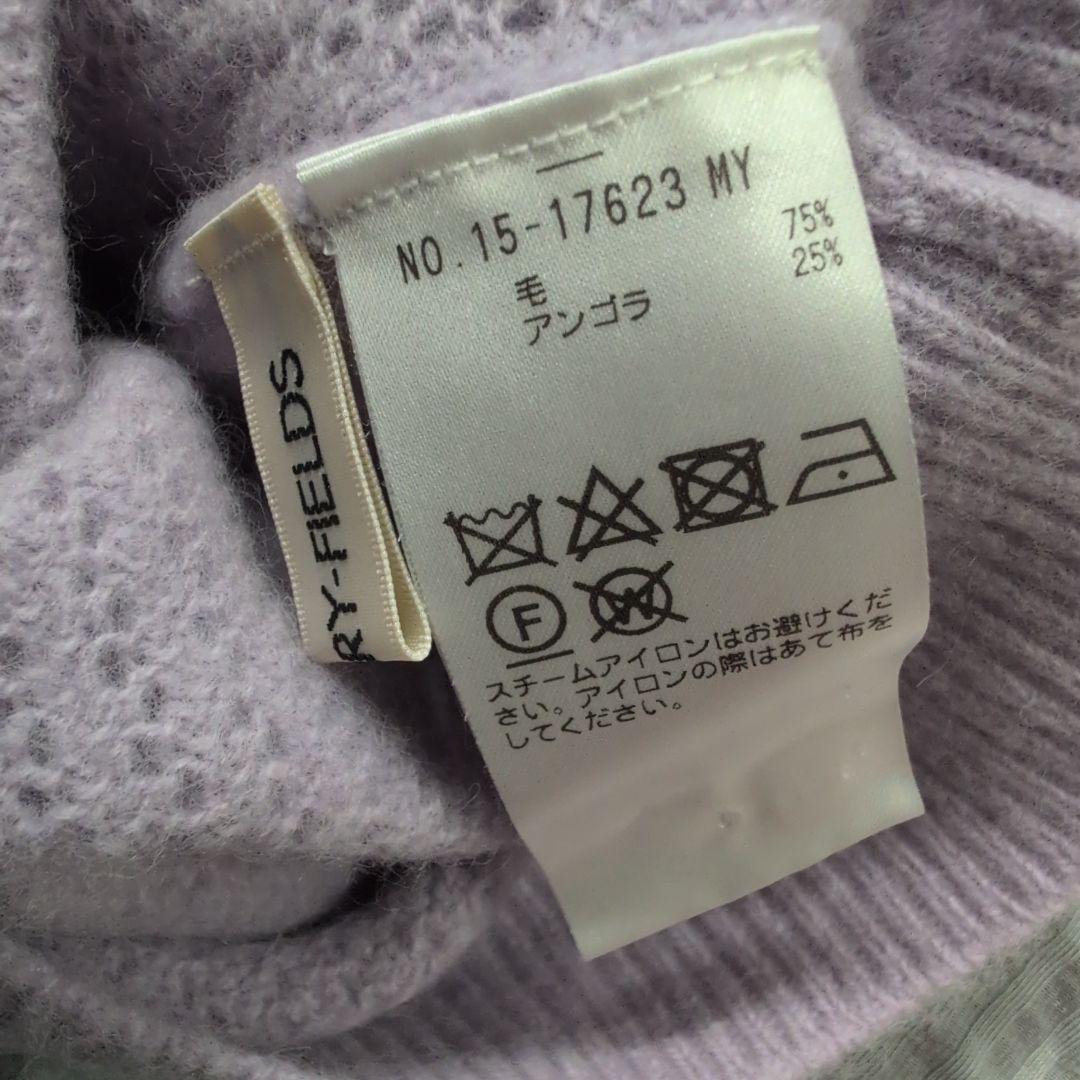 NO.15-17623 MY
毛 75%
アンゴラ 25%
F
W
スチームアイロンはお避けくだ
さい。アイロンの際はあて布を
してください。
RY-FIELDS